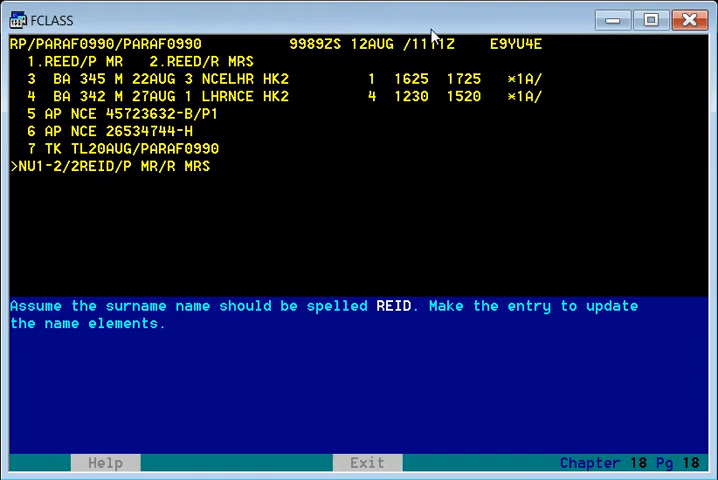 FCLASS
RP/PARAF0990/PARAF0990 9989ZS 12AUG /1111Z E9YU4E
1.REED/P MR 2.REED/R MRS
3 BA 345 M 22AUG 3 NCELHR HK2 1 1625 1725 *1A/
4 BA 342 M 27AUG 1 LHRNCE HK2 4 1230 1520 *1A/
5 AP NCE 45723632-B/P1
6 AP NCE 26534744-H
7 TK TL20AUG/PARAF0990
>NU1-2/2REID/P MR/R MRS
Assume the surname name should be spelled REID. Make the entry to update
the name elements.
Help Exit Chapter 18 Pg 18